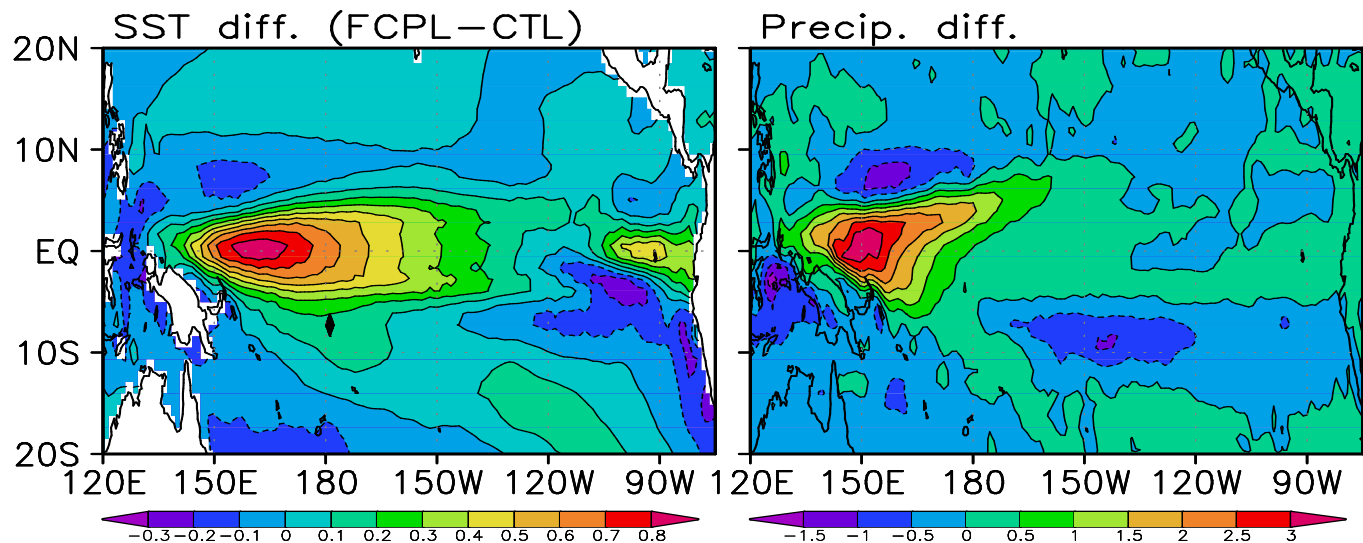 SST diff. (FCPL−CTL)
Precip. diff.
20N
10N
EQ
10S
20S
120E 150E 180 150W 120W 90W
120E 150E 180 150W 120W 90W
−0.3 −0.2 −0.1 0 0.1 0.2 0.3 0.4 0.5 0.6 0.7 0.8
−1.5 −1 −0.5 0 0.5 1 1.5 2 2.5 3